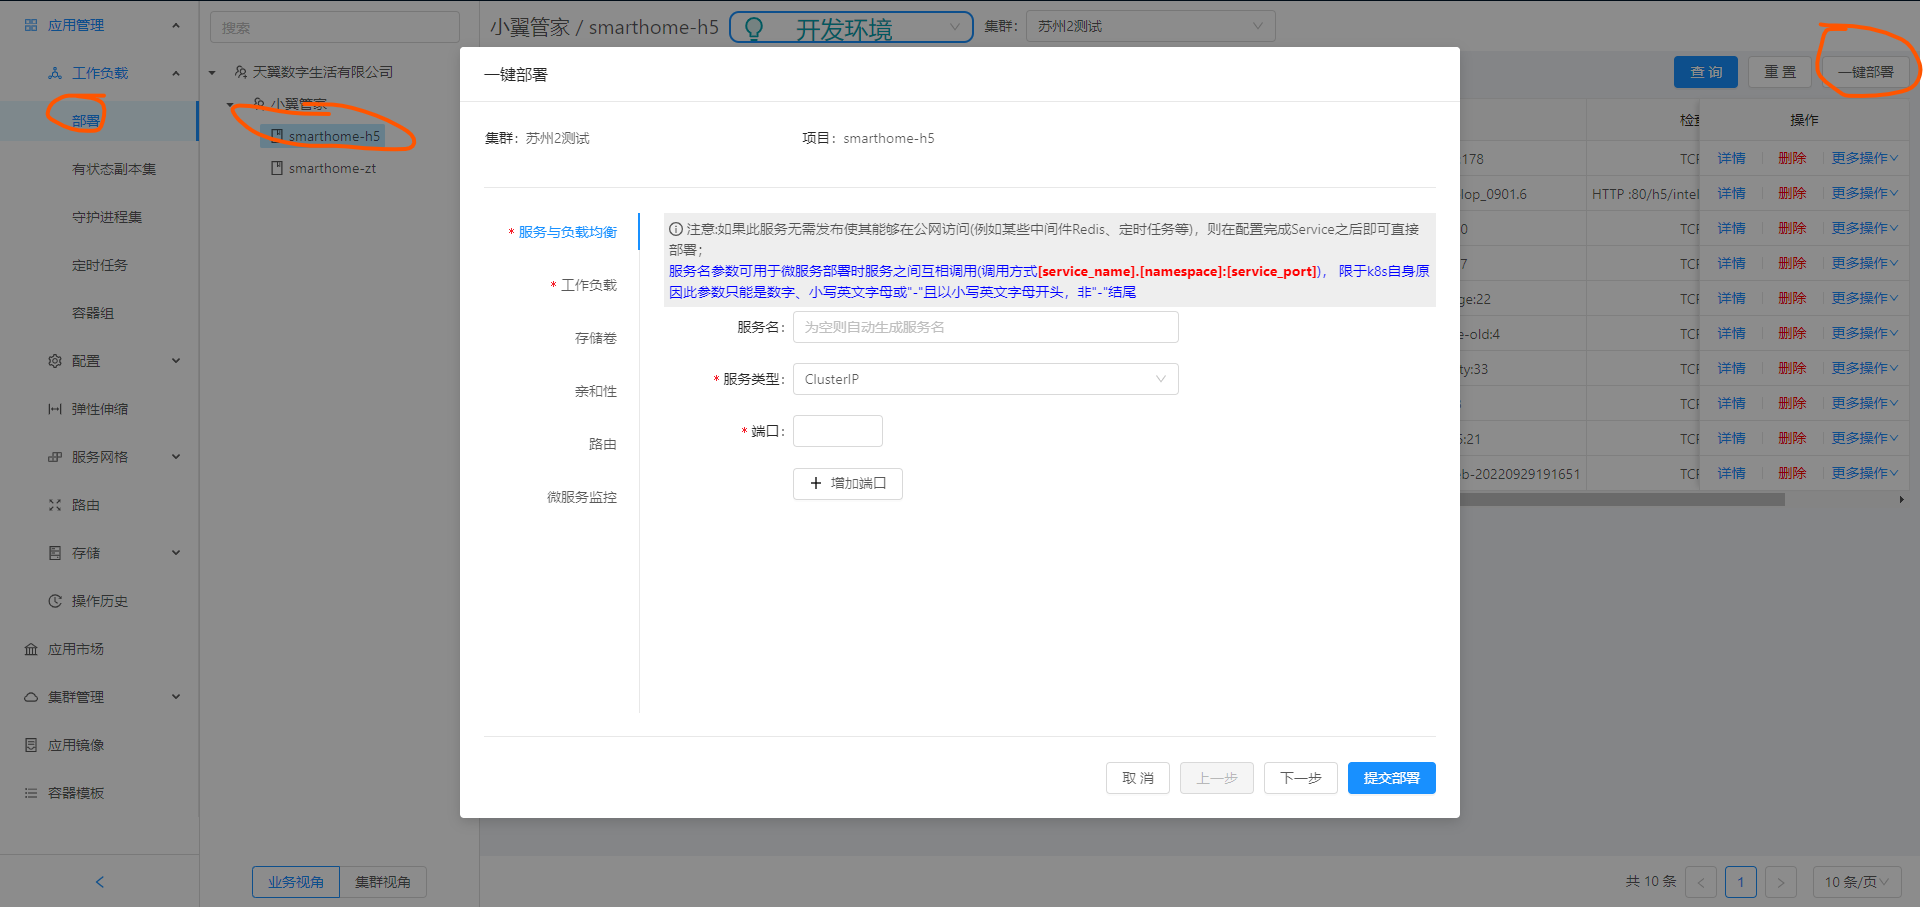 应用管理
工作负载
部署
有状态副本集
守护进程集
定时任务
容器组
配置
弹性伸缩
服务网格
路由
存储
操作历史
应用市场
集群管理
应用镜像
容器模板
搜索
天翼数字生活有限公司
小翼管家
smarthome-h5
smarthome-zt
业务视角 集群视角
小翼管家 / smarthome-h5 开发环境 集群: 苏州2测试
查 询 重 置 一键部署
一键部署
集群: 苏州2测试 项目: smarthome-h5
* 服务与负载均衡
* 工作负载
存储卷
亲和性
路由
微服务监控
注意:如果此服务无需发布使其能够在公网访问(例如某些中间件Redis、定时任务等)，则在配置完成Service之后即可直接
部署；
服务名参数可用于微服务部署时服务之间互相调用(调用方式[service_name].[namespace]:[service_port])， 限于k8s自身原
因此参数只能是数字、小写英文字母或"-"且以小写英文字母开头，非"-"结尾
服务名: 为空则自动生成服务名
* 服务类型: ClusterIP
* 端口:
+ 增加端口
取 消 上一步 下一步 提交部署
操作
178 TCP 详情 删除 更多操作
lop_0901.6 HTTP :80/h5/intel 详情 删除 更多操作
0 TCP 详情 删除 更多操作
7 TCP 详情 删除 更多操作
ge:22 TCP 详情 删除 更多操作
e-old:4 TCP 详情 删除 更多操作
ty:33 TCP 详情 删除 更多操作
TCP 详情 删除 更多操作
:21 TCP 详情 删除 更多操作
b-20220929191651 TCP 详情 删除 更多操作
共 10 条 < 1 > 10 条/页